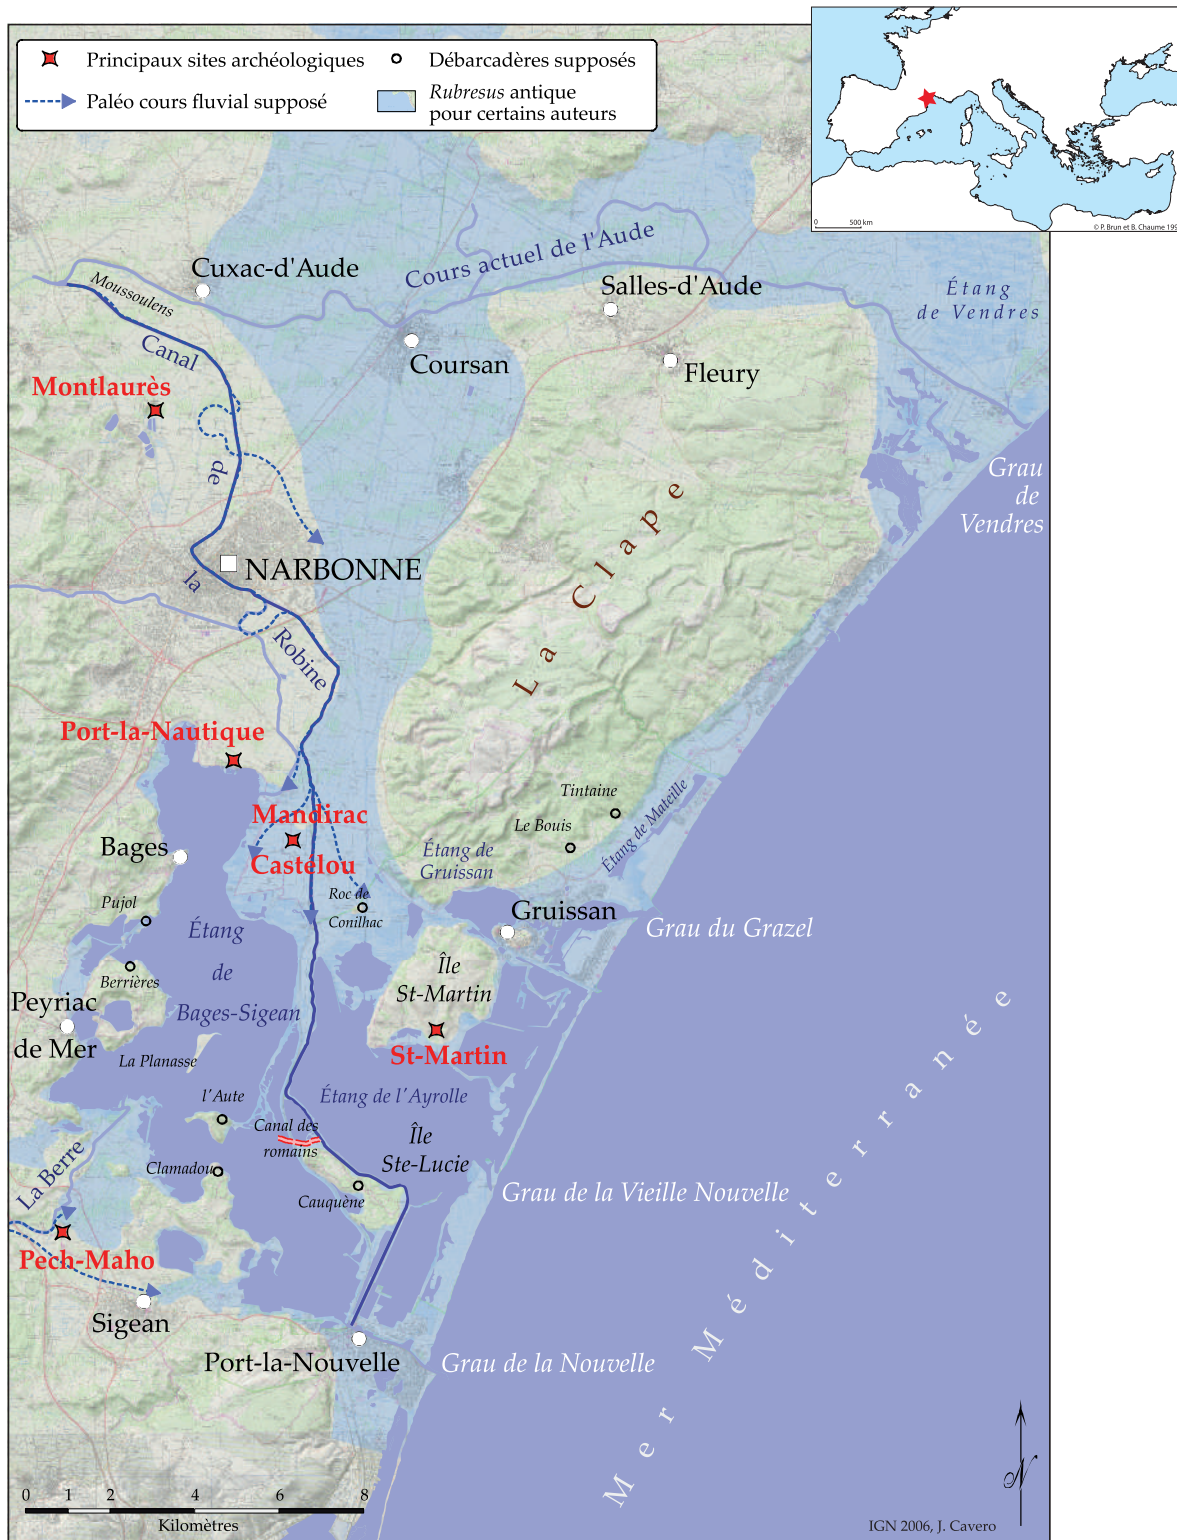 Principaux sites archéologiques
Débarcadères supposés
Paléo cours fluvial supposé
Rubresus antique
pour certains auteurs
0 500 km
© P. Brun et B. Chaume 199
Cours actuel de l'Aude
Cuxac-d'Aude
Moussoulens
Salles-d'Aude
Étang
de Vendres
Canal
Coursan
Fleury
Montlaurès
de
Grau
de
Vendres
La Clape
NARBONNE
la
Robine
Port-la-Nautique
Tintaine
Mandirac
Le Bouis
Étang de Mateille
Bages
Castélou
Étang de
Gruissan
Pujol
Roc de
Conilhac
Gruissan
Grau du Grazel
Étang
de
Bages-Sigean
Berrières
Île
St-Martin
Peyriac
de Mer
La Planasse
St-Martin
l'Aute
Étang de l'Ayrolle
Canal des
romains
Île
Ste-Lucie
La Berre
Clamadou
Cauquène
Grau de la Vieille Nouvelle
Mer Méditerranée
Pech-Maho
Sigean
Port-la-Nouvelle
Grau de la Nouvelle
N
0 1 2 4 6 8
Kilomètres
IGN 2006, J. Cavero